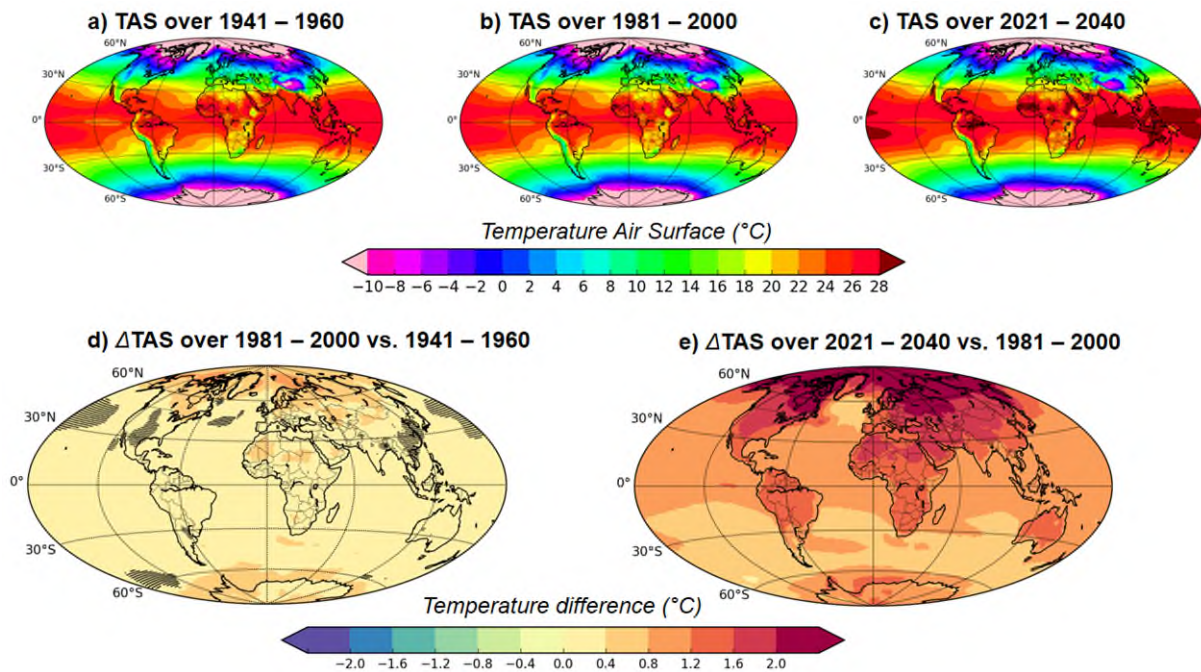 a) TAS over 1941 – 1960
b) TAS over 1981 – 2000
c) TAS over 2021 – 2040
60°N
30°N
0°
30°S
60°S
60°N
30°N
0°
30°S
60°S
60°N
30°N
0°
30°S
60°S
Temperature Air Surface (°C)
−10 −8 −6 −4 −2 0 2 4 6 8 10 12 14 16 18 20 22 24 26 28
d) ΔTAS over 1981 – 2000 vs. 1941 – 1960
e) ΔTAS over 2021 – 2040 vs. 1981 – 2000
60°N
30°N
0°
30°S
60°S
60°N
30°N
0°
30°S
60°S
Temperature difference (°C)
−2.0 −1.6 −1.2 −0.8 −0.4 0.0 0.4 0.8 1.2 1.6 2.0